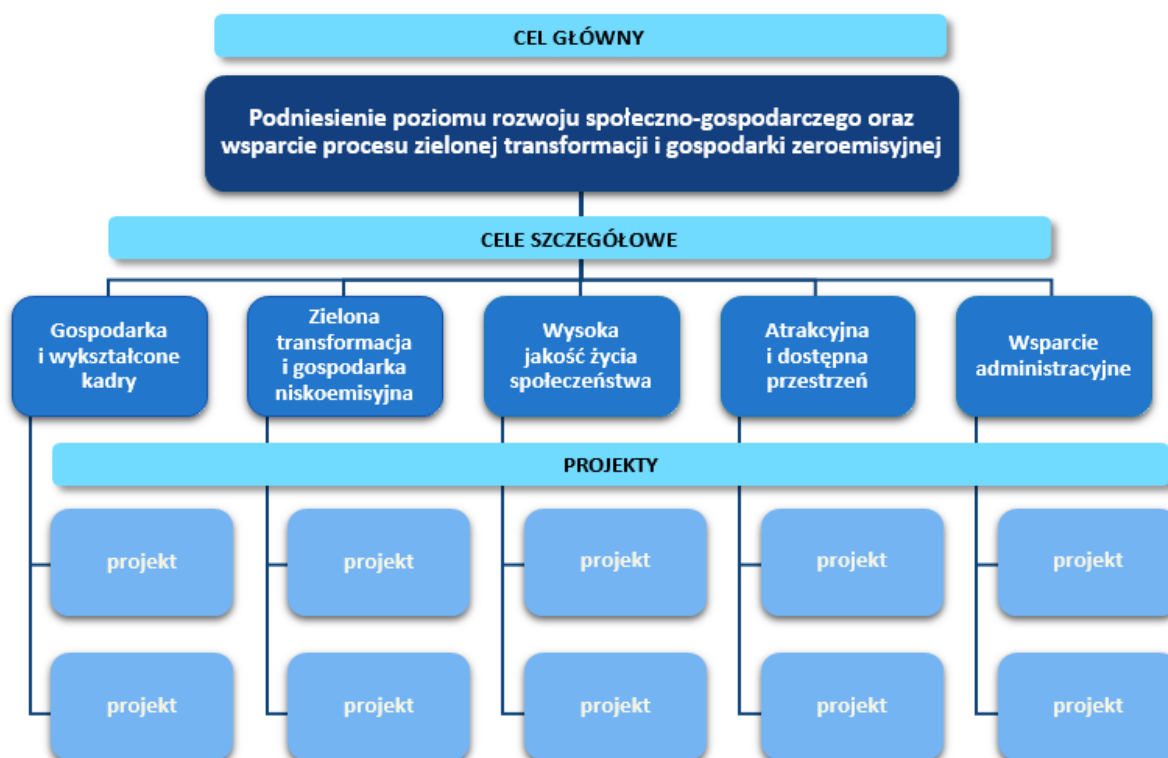 CEL GŁÓWNY
Podniesienie poziomu rozwoju społeczno-gospodarczego oraz
wsparcie procesu zielonej transformacji i gospodarki zeroemisyjnej
CELE SZCZEGÓŁOWE
Gospodarka
i wykształcone
kadry
Zielona
transformacja
i gospodarka
niskoemisyjna
Wysoka
jakość życia
społeczeństwa
Atrakcyjna
i dostępna
przestrzeń
Wsparcie
administracyjne
PROJEKTY
projekt
projekt
projekt
projekt
projekt
projekt
projekt
projekt
projekt
projekt